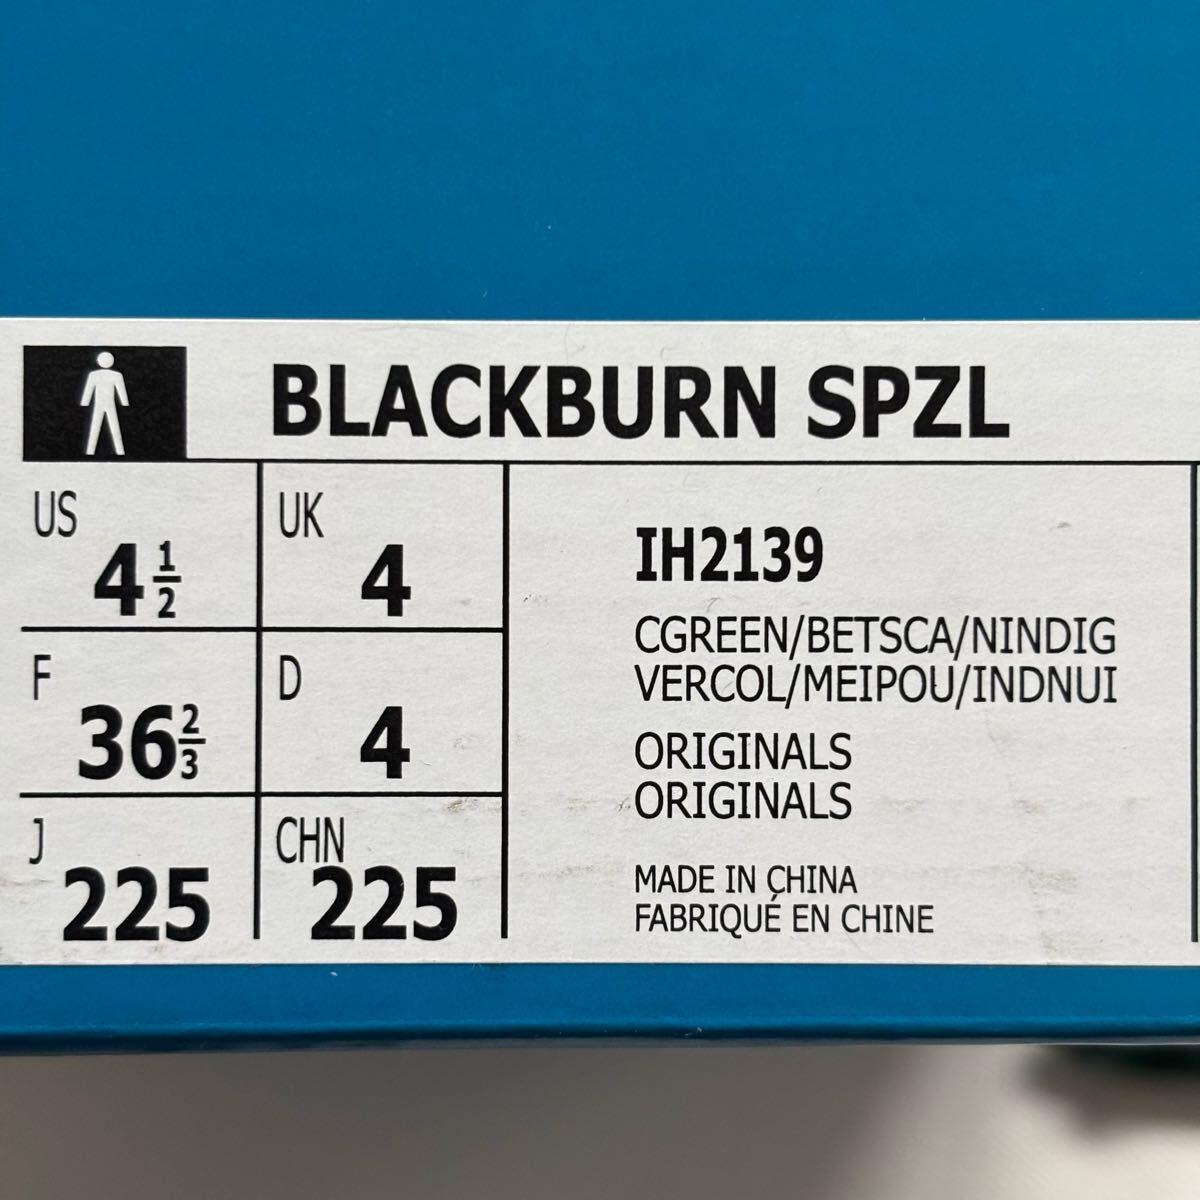 BLACKBURN SPZL
US
4 1/2
UK
4
F
36 2/3
D
4
J
225
CHN
225
IH2139
CGREEN/BETSCA/NINDIG
VERCOL/MEIPOU/INDNUI
ORIGINALS
ORIGINALS
MADE IN CHINA
FABRIQUÉ EN CHINE